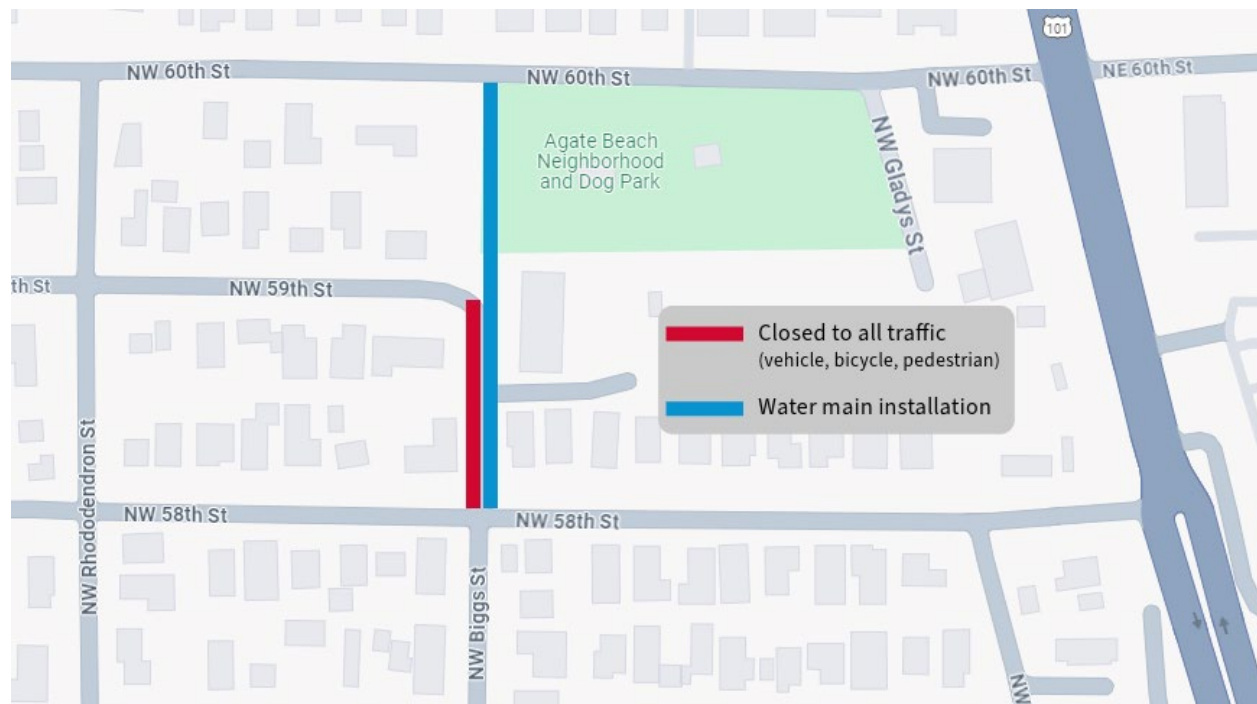 101
NW 60th St
NW 60th St
NW 60th St
NE 60th St
Agate Beach
Neighborhood
and Dog Park
NW Gladys St
th St
NW 59th St
Closed to all traffic
(vehicle, bicycle, pedestrian)
Water main installation
NW Rhododendron St
NW 58th St
NW 58th St
NW Biggs St
NW